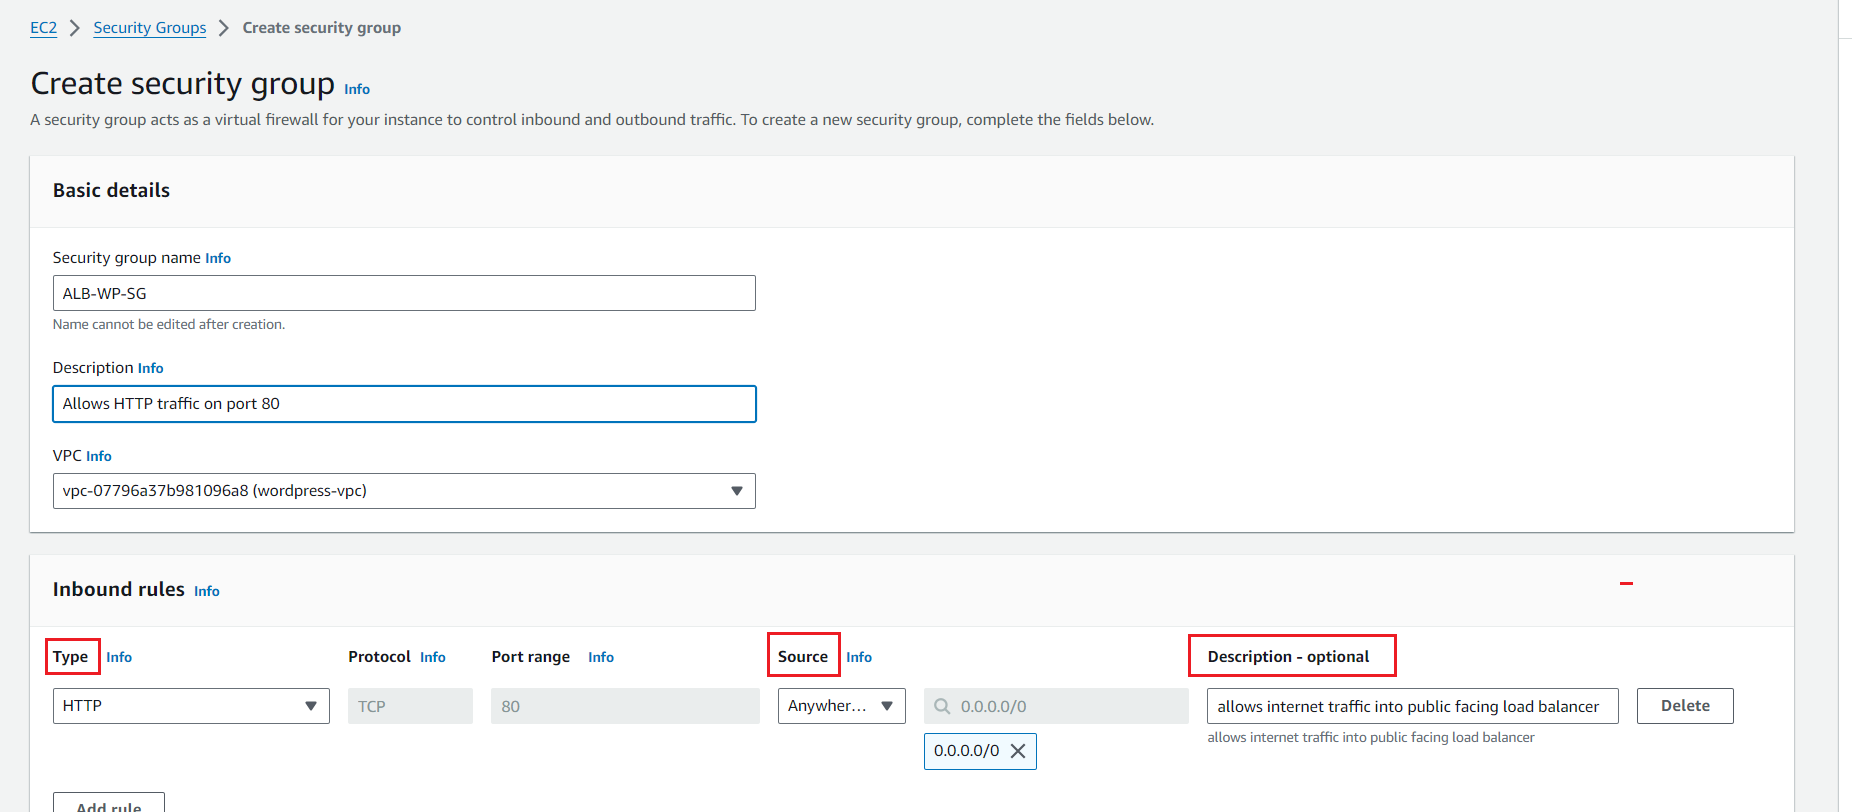 EC2 > Security Groups > Create security group
Create security group Info
A security group acts as a virtual firewall for your instance to control inbound and outbound traffic. To create a new security group, complete the fields below.
Basic details
Security group name Info
ALB-WP-SG
Name cannot be edited after creation.
Description Info
Allows HTTP traffic on port 80
VPC Info
vpc-07796a37b981096a8 (wordpress-vpc)
Inbound rules Info
Type Info Protocol Info Port range Info Source Info Description - optional
HTTP TCP 80 Anywher... 0.0.0.0/0 allows internet traffic into public facing load balancer Delete
0.0.0.0/0 allows internet traffic into public facing load balancer
Add rule